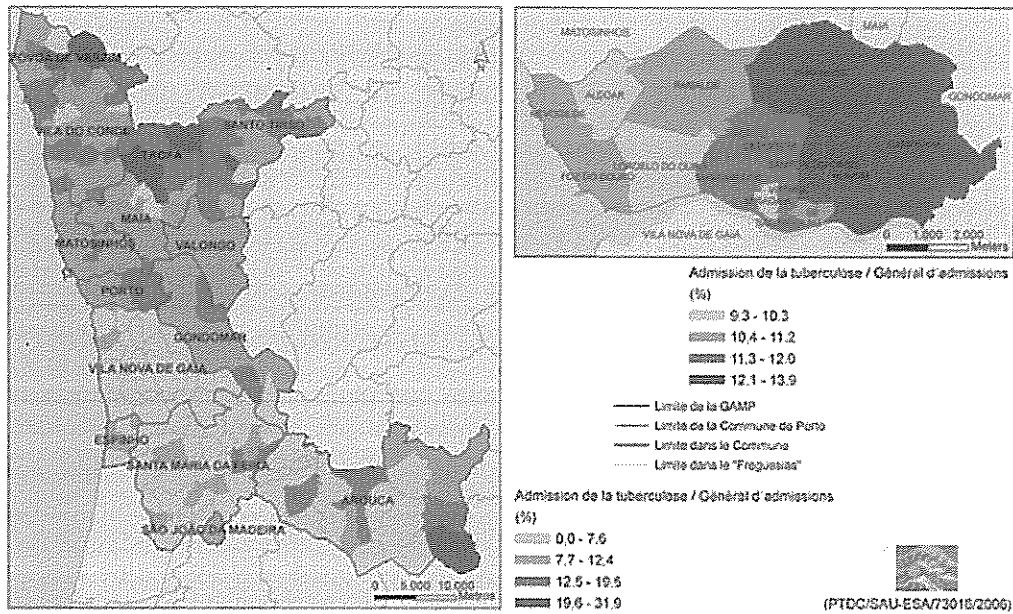 PÓVOA DE VARZIM
VILA DO CONDE
SANTO TIRSO
TROFA
MAIA
MATOSINHOS
VALONGO
PORTO
GONDOMAR
VILA NOVA DE GAIA
ESPINHO
SANTA MARIA DA FEIRA
AROUCA
SÃO JOÃO DA MADEIRA
0 5.000 10.000
Meters
MATOSINHOS
MAIA
GONDOMAR
ALDOAR
RAMALDE
LORDELO DO OURO
VILA NOVA DE GAIA
0 1.000 2.000
Meters
Admission de la tuberculose / Général d'admissions
(%)
9.3 - 10.3
10,4 - 11.2
11.3 - 12.0
12.1 - 13.9
Limite de la GAMP
Limite de la Commune de Porto
Limite dans le Commune
Limite dans le "Freguesias"
Admission de la tuberculose / Général d'admissions
(%)
0,0 - 7.6
7.7 - 12.4
12.5 - 19.5
19,6 - 31.9
(PTDC/SAU-ESA/73016/2006)